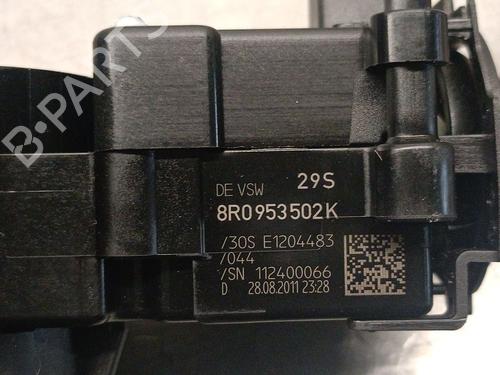 B-PARTS
DE VSW 29S
8R0953502K
/30S E1204483
/044
/SN 112400066
D 28.08.2011 23:28